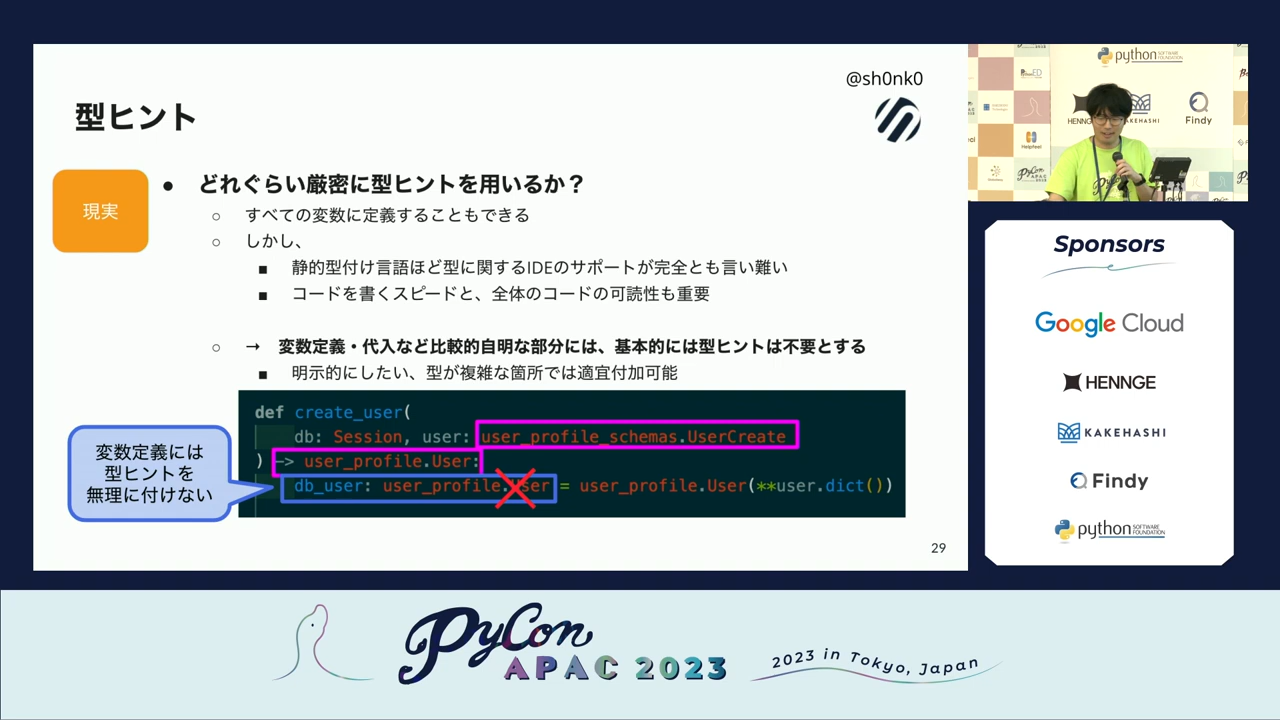 @sh0nk0
型ヒント
現実
● どれぐらい厳密に型ヒントを用いるか？
○ すべての変数に定義することもできる
○ しかし、
■ 静的型付け言語ほど型に関するIDEのサポートが完全とも言い難い
■ コードを書くスピードと、全体のコードの可読性も重要
○ → 変数定義・代入など比較的自明な部分には、基本的には型ヒントは不要とする
■ 明示的にしたい、型が複雑な箇所では適宜付加可能
def create_user(
db: Session, user: user_profile_schemas.UserCreate
) -> user_profile.User:
db_user: user_profile.User = user_profile.User(**user.dict())
変数定義には
型ヒントを
無理に付けない
29
python SOFTWARE FOUNDATION
HENNGE
KAKEHASHI
Findy
Sponsors
Google Cloud
HENNGE
KAKEHASHI
Findy
python SOFTWARE FOUNDATION
PyCon
APAC 2023
2023 in Tokyo, Japan